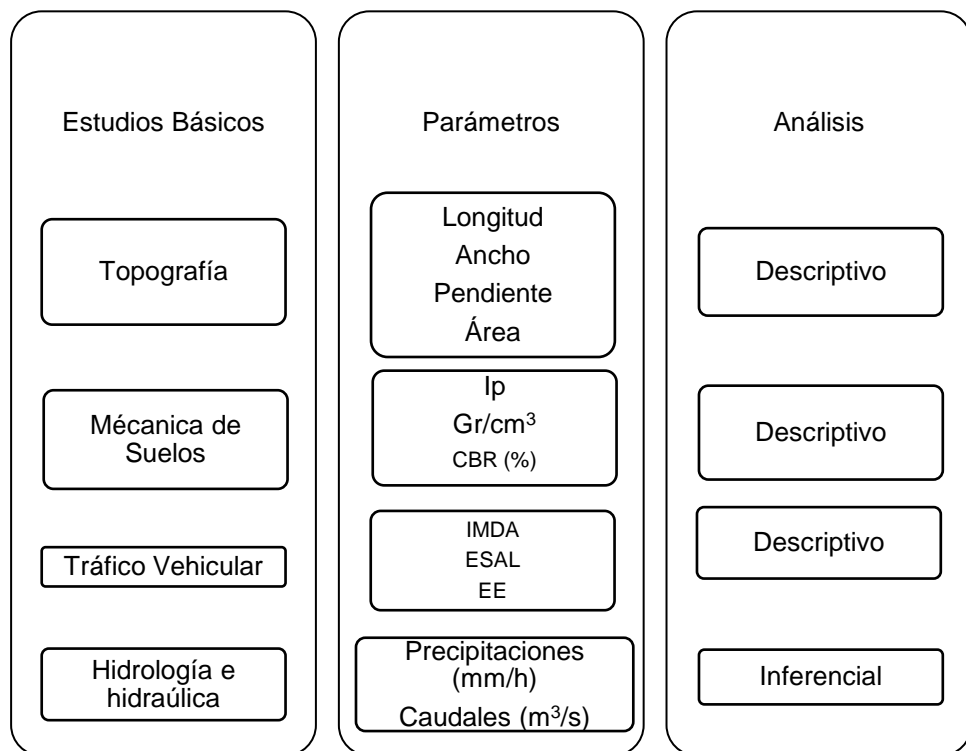 Estudios Básicos
Topografía
Mécanica de
Suelos
Tráfico Vehicular
Hidrología e
hidraúlica
Parámetros
Longitud
Ancho
Pendiente
Área
Ip
Gr/cm³
CBR (%)
IMDA
ESAL
EE
Precipitaciones
(mm/h)
Caudales (m³/s)
Análisis
Descriptivo
Descriptivo
Descriptivo
Inferencial